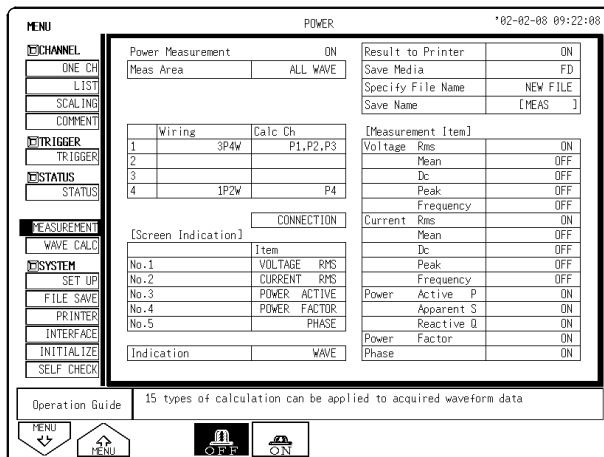 MENU POWER '02-02-08 09:22:08
CHANNEL
ONE CH
LIST
SCALING
COMMENT
TRIGGER
TRIGGER
STATUS
STATUS
MEASUREMENT
WAVE CALC
SYSTEM
SET UP
FILE SAVE
PRINTER
INTERFACE
INITIALIZE
SELF CHECK
Power Measurement ON
Meas Area ALL WAVE
Wiring Calc Ch
1 3P4W P1,P2,P3
2
3
4 1P2W P4
CONNECTION
[Screen Indication]
Item
No.1 VOLTAGE RMS
No.2 CURRENT RMS
No.3 POWER ACTIVE
No.4 POWER FACTOR
No.5 PHASE
Indication WAVE
Result to Printer ON
Save Media FD
Specify File Name NEW FILE
Save Name [MEAS ]
[Measurement Item]
Voltage Rms ON
Mean OFF
Dc OFF
Peak OFF
Frequency OFF
Current Rms ON
Mean OFF
Dc OFF
Peak OFF
Frequency OFF
Power Active P ON
Apparent S ON
Reactive Q ON
Power Factor ON
Phase ON
Operation Guide 15 types of calculation can be applied to acquired waveform data
MENU MENU OFF ON